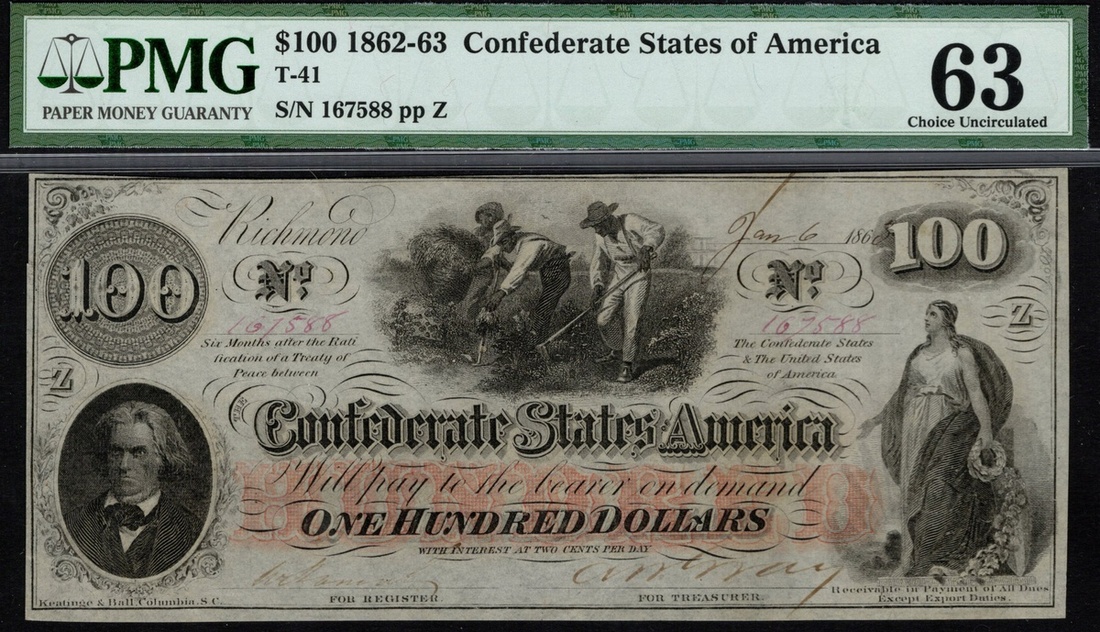 PMG
PAPER MONEY GUARANTY
$100 1862-63 Confederate States of America
T-41
S/N 167588 pp Z
63
Choice Uncirculated
Richmond
Jan 6 186
100
100
No
No
167588
167588
Six Months after the Rati
fication of a Treaty of
Peace between
The Confederate States
& The United States
of America
Z
Z
THE
Confederate States America
Will pay to the bearer on demand
ONE HUNDRED DOLLARS
WITH INTEREST AT TWO CENTS PER DAY
Keatinge & Ball, Columbia, S.C.
FOR REGISTER.
FOR TREASURER.
Receivable in Payment of All Dues
Except Export Duties.